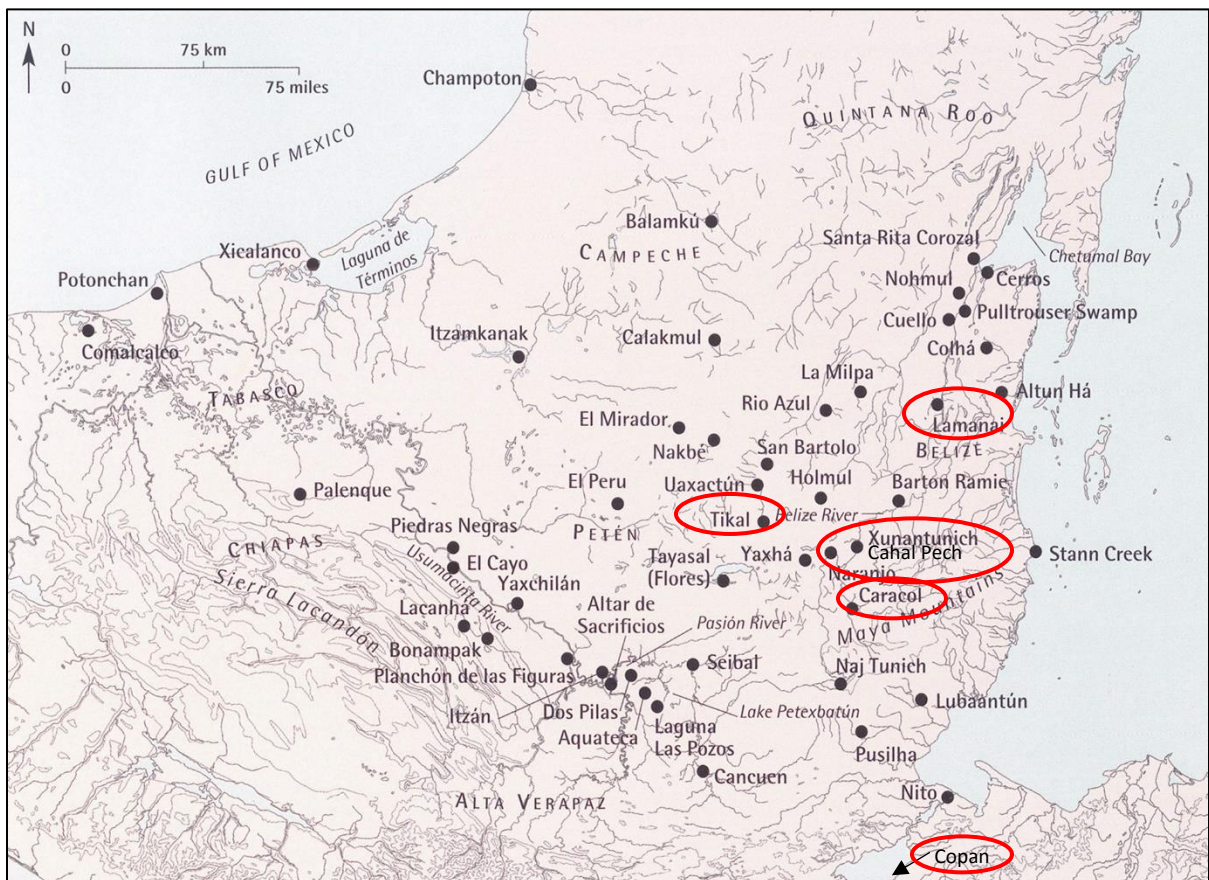 N
0 75 km
0 75 miles
Champoton
QUINTANA ROO
GULF OF MEXICO
Balamkú
CAMPECHE
Santa Rita Corozal
Chetumal Bay
Xicalanco
Laguna de
Términos
Potonchan
Nohmul
Cerros
Cuello
Pulltrouser Swamp
Comalcalco
Itzamkanak
Calakmul
Colhá
TABASCO
La Milpa
Rio Azul
Altun Há
El Mirador
Lamanai
Nakbé
San Bartolo
BELIZE
Palenque
El Peru
Uaxactún
Holmul
Barton Ramie
Tikal
Belize River
Piedras Negras
PETÉN
CHIAPAS
Xunantunich
Cahal Pech
El Cayo
Tayasal
(Flores)
Yaxhá
Naranjo
Stann Creek
Usumacinta River
Sierra Lacandón
Yaxchilán
Caracol
Maya Mountains
Lacanha
Altar de
Sacrificios
Pasión River
Bonampak
Planchón de las Figuras
Seibal
Naj Tunich
Itzán
Dos Pilas
Lake Petexbatún
Lubaantún
Aquateca
Laguna
Las Pozos
Pusilha
Cancuen
Nito
ALTA VERAPAZ
Copan